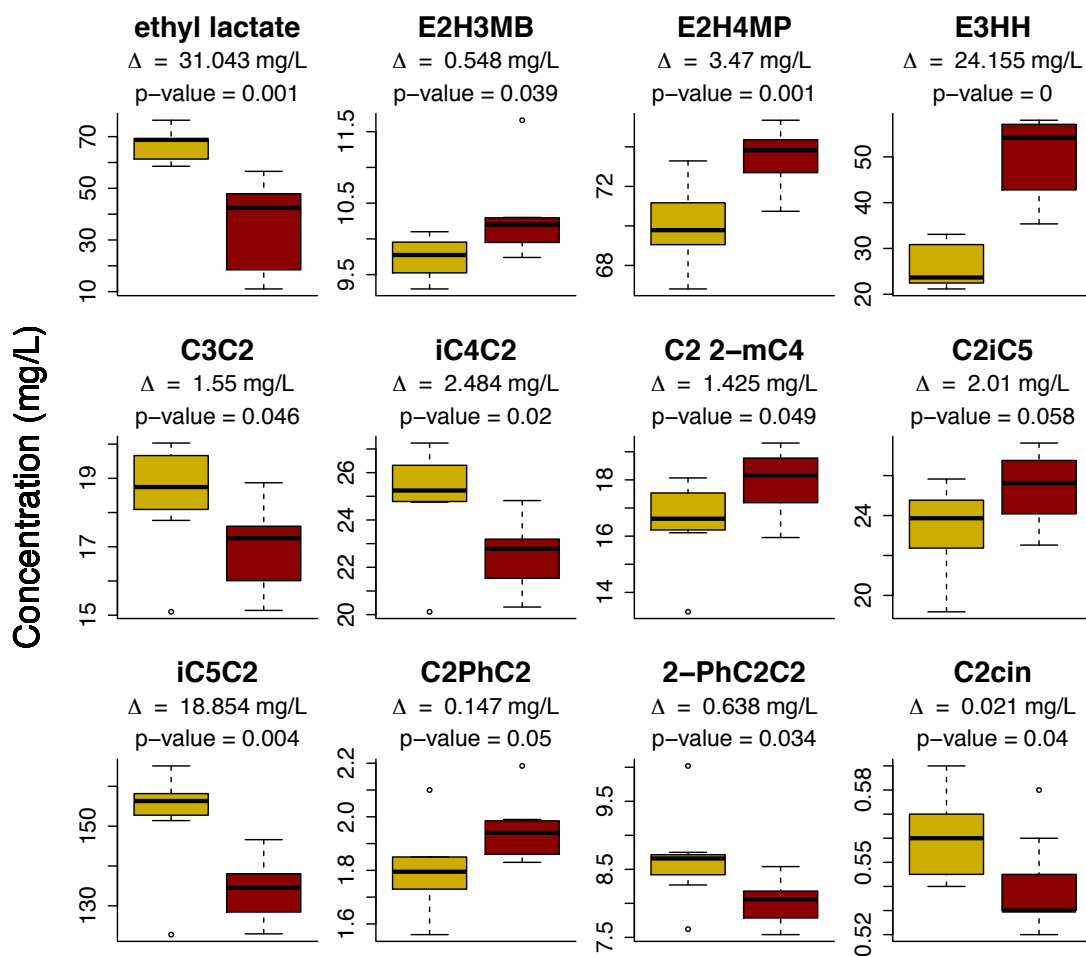 ethyl lactate
Δ = 31.043 mg/L
p−value = 0.001
70
50
30
10
E2H3MB
Δ = 0.548 mg/L
p−value = 0.039
11.5
10.5
9.5
E2H4MP
Δ = 3.47 mg/L
p−value = 0.001
72
68
E3HH
Δ = 24.155 mg/L
p−value = 0
50
40
30
20
Concentration (mg/L)
C3C2
Δ = 1.55 mg/L
p−value = 0.046
19
17
15
iC4C2
Δ = 2.484 mg/L
p−value = 0.02
26
24
22
20
C2 2−mC4
Δ = 1.425 mg/L
p−value = 0.049
18
16
14
C2iC5
Δ = 2.01 mg/L
p−value = 0.058
24
20
iC5C2
Δ = 18.854 mg/L
p−value = 0.004
150
130
C2PhC2
Δ = 0.147 mg/L
p−value = 0.05
2.2
2.0
1.8
1.6
2−PhC2C2
Δ = 0.638 mg/L
p−value = 0.034
9.5
8.5
7.5
C2cin
Δ = 0.021 mg/L
p−value = 0.04
0.58
0.55
0.52